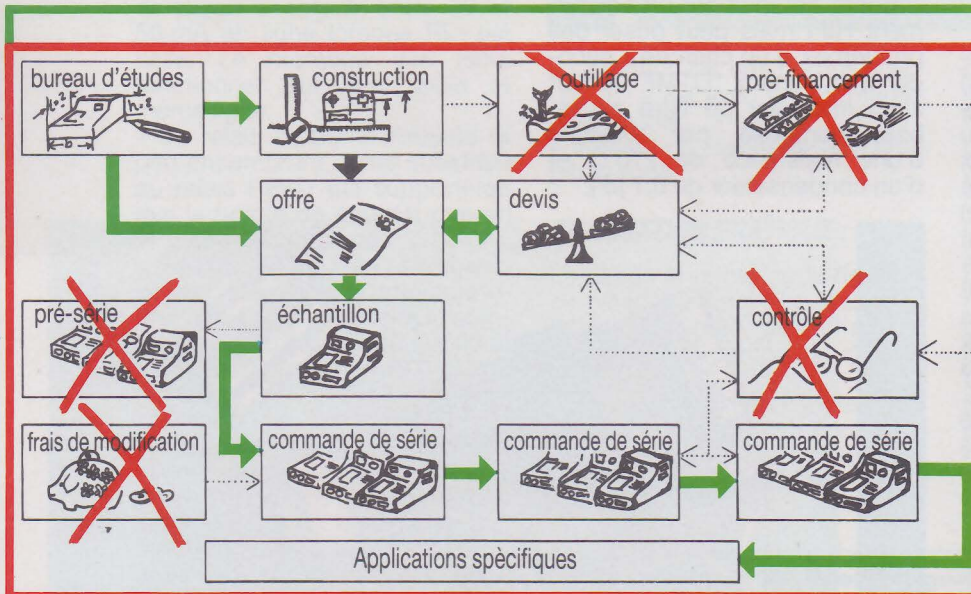 bureau d'études
construction
outillage
prè-financement
offre
devis
pré-série
échantillon
contrôle
frais de modification
commande de série
commande de série
commande de série
Applications spècifiques